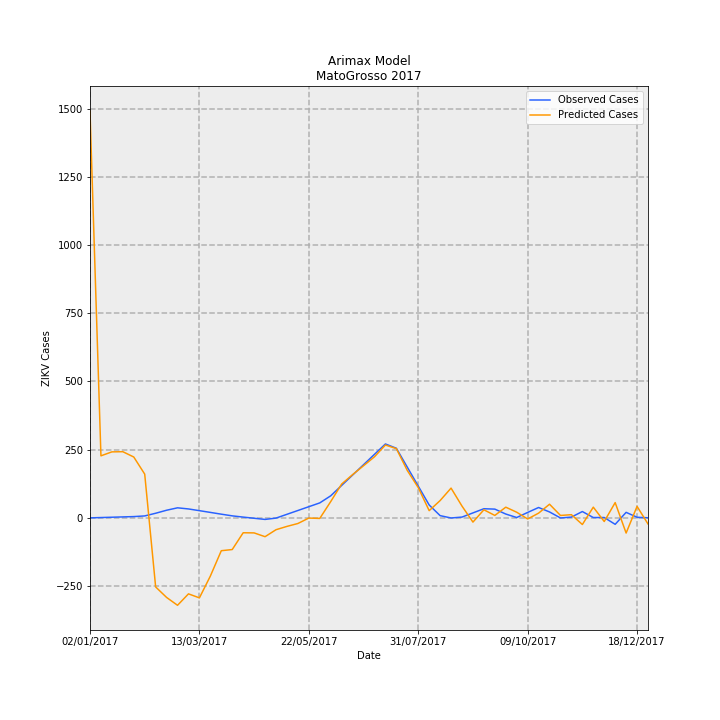 Arimax Model
MatoGrosso 2017
Observed Cases
Predicted Cases
1500
1250
1000
750
500
250
0
−250
ZIKV Cases
02/01/2017
13/03/2017
22/05/2017
31/07/2017
09/10/2017
18/12/2017
Date